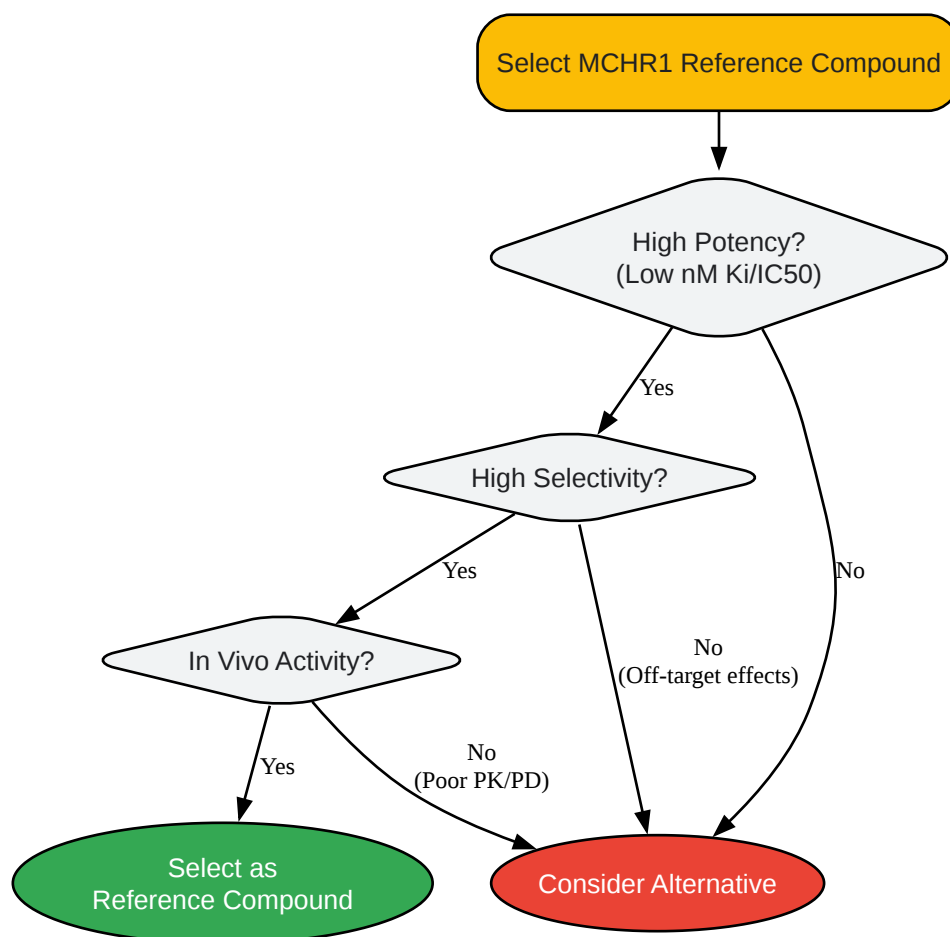 Select MCHR1 Reference Compound
High Potency?
(Low nM Ki/IC50)
Yes
High Selectivity?
Yes
No
In Vivo Activity?
No
(Off-target effects)
Yes
No
(Poor PK/PD)
Select as
Reference Compound
Consider Alternative